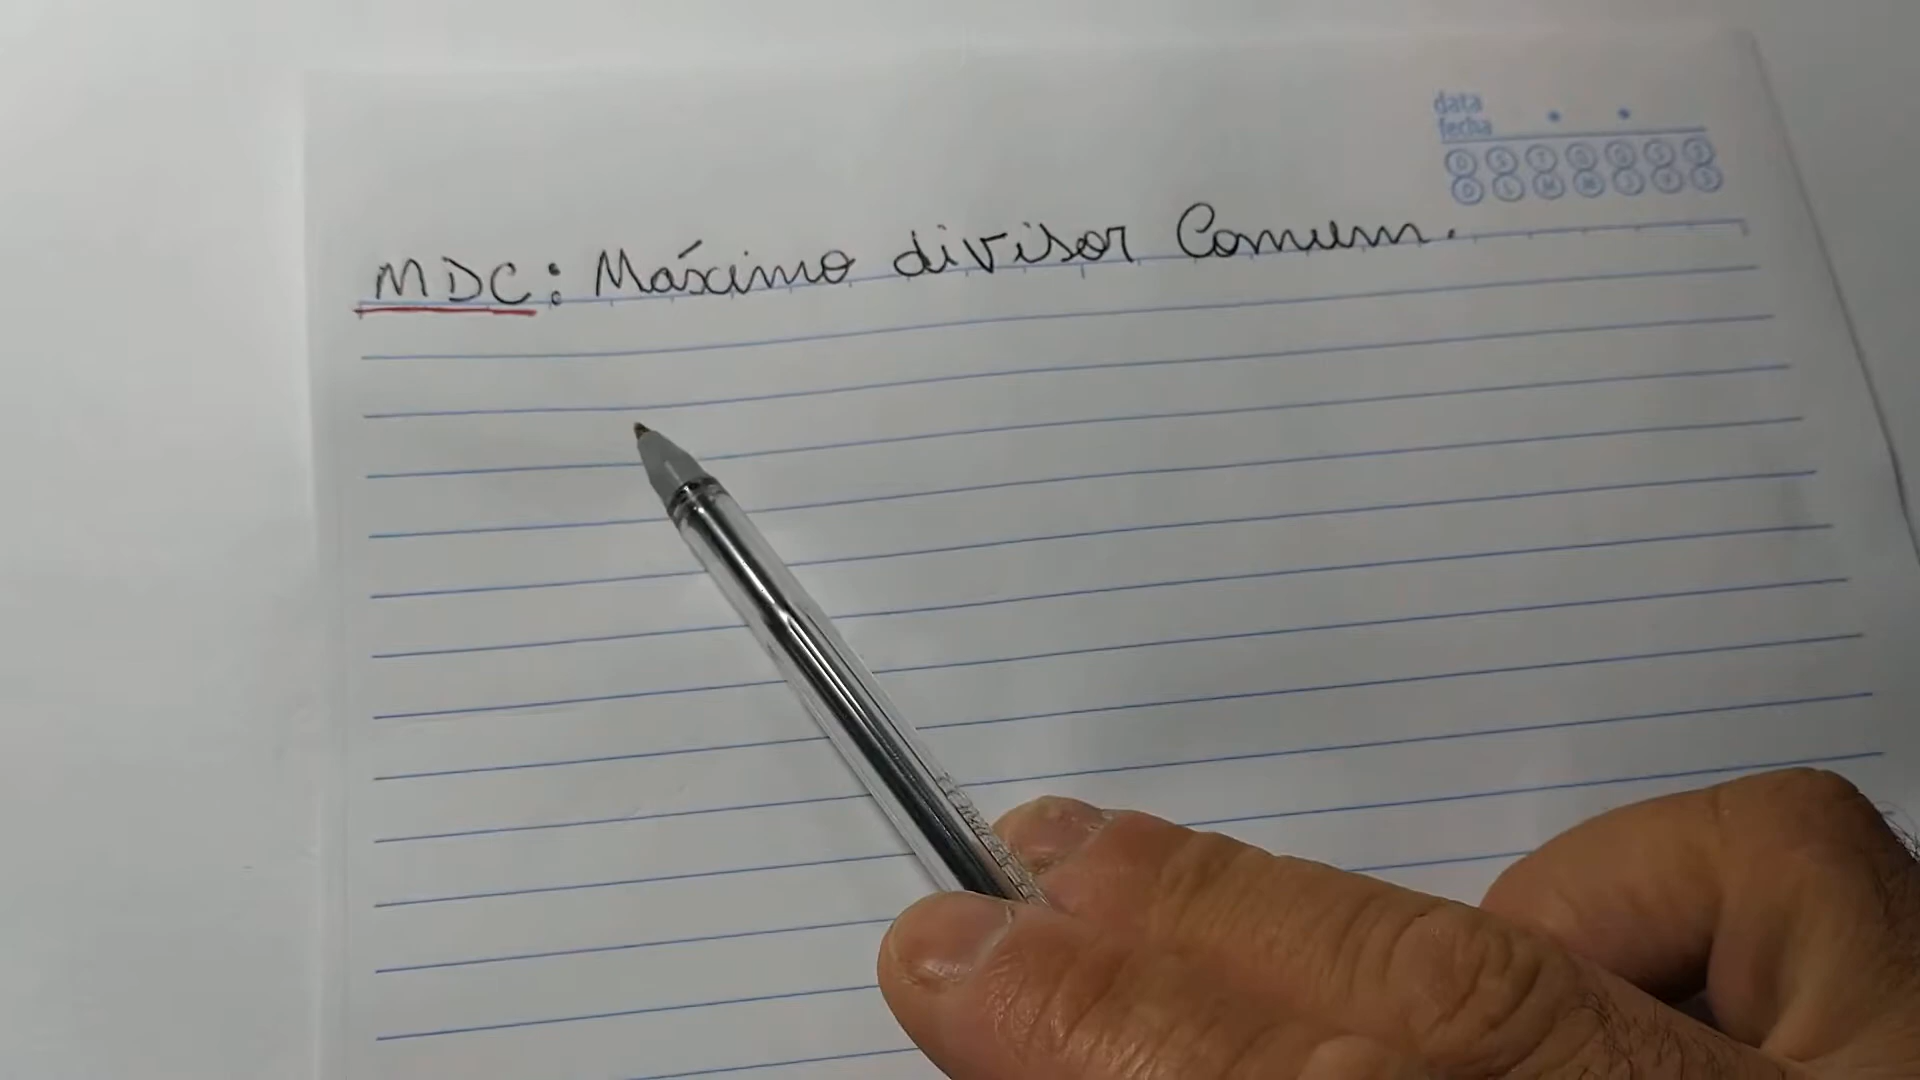 data
fecha
D S T Q Q S S
D L M M J V S
MDC: Máximo divisor Comum.